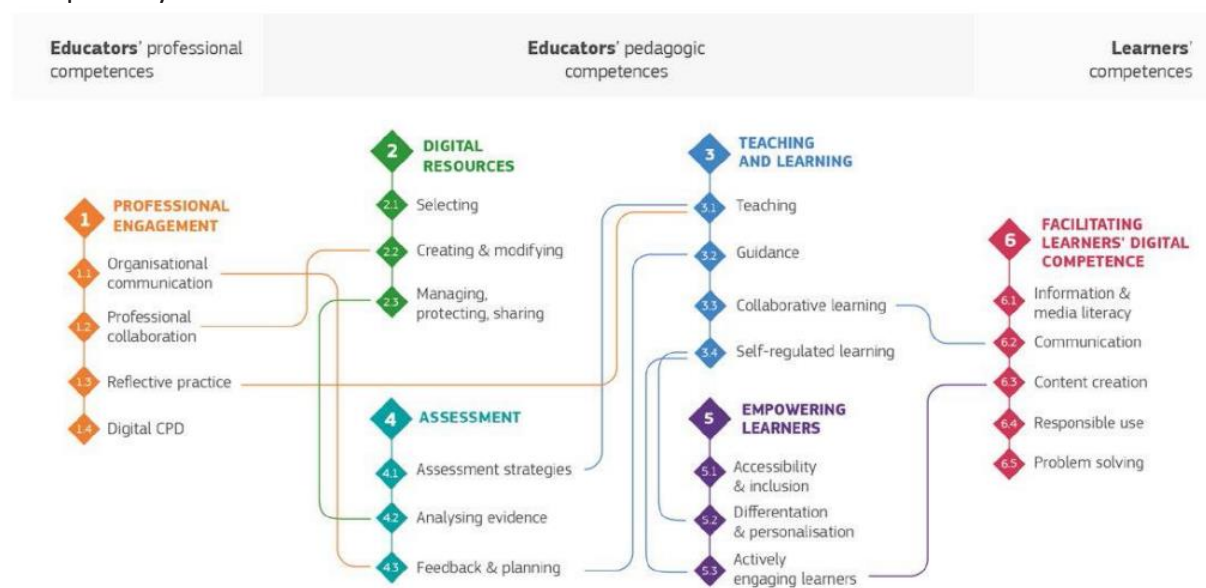 Educators' professional
competences
Educators' pedagogic
competences
Learners'
competences
1
PROFESSIONAL
ENGAGEMENT
1.1
Organisational
communication
1.2
Professional
collaboration
1.3
Reflective practice
1.4
Digital CPD
2
DIGITAL
RESOURCES
2.1
Selecting
2.2
Creating & modifying
2.3
Managing,
protecting, sharing
3
TEACHING
AND LEARNING
3.1
Teaching
3.2
Guidance
3.3
Collaborative learning
3.4
Self-regulated learning
4
ASSESSMENT
4.1
Assessment strategies
4.2
Analysing evidence
4.3
Feedback & planning
5
EMPOWERING
LEARNERS
5.1
Accessibility
& inclusion
5.2
Differentation
& personalisation
5.3
Actively
engaging learners
6
FACILITATING
LEARNERS' DIGITAL
COMPETENCE
6.1
Information &
media literacy
6.2
Communication
6.3
Content creation
6.4
Responsible use
6.5
Problem solving